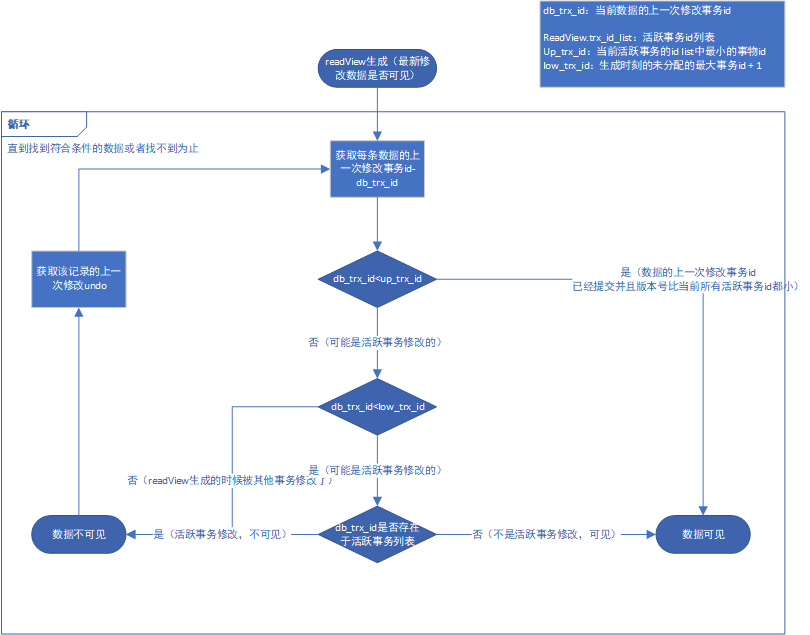 db_trx_id：当前数据的上一次修改事务id
ReadView.trx_id_list：活跃事务id列表
Up_trx_id：当前活跃事务的id list中最小的事物id
low_trx_id：生成时刻的未分配的最大事务id + 1
readView生成（最新修
改数据是否可见）
循环
直到找到符合条件的数据或者找不到为止
获取每条数据的上
一次修改事务id-
db_trx_id
获取该记录的上一
次修改undo
db_trx_id<up_trx_id
是（数据的上一次修改事务id
已经提交并且版本号比当前所有活跃事务id都小）
否（可能是活跃事务修改的）
db_trx_id<low_trx_id
是（可能是活跃事务修改的）
否（readView生成的时候被其他事务修改了）
数据不可见
是（活跃事务修改，不可见）
db_trx_id是否存在
于活跃事务列表
否（不是活跃事务修改，可见）
数据可见